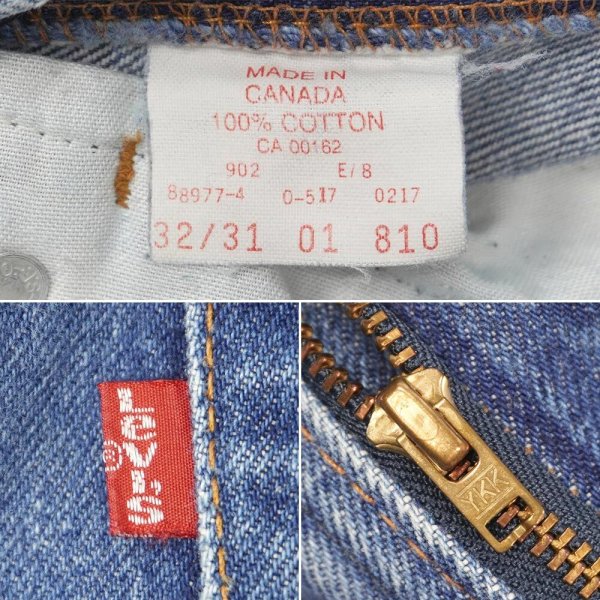 MADE IN
CANADA
100% COTTON
CA 00162
902 E/8
88977-4 0-517 0217
32/31 01 810
LEVI'S
®
YKK